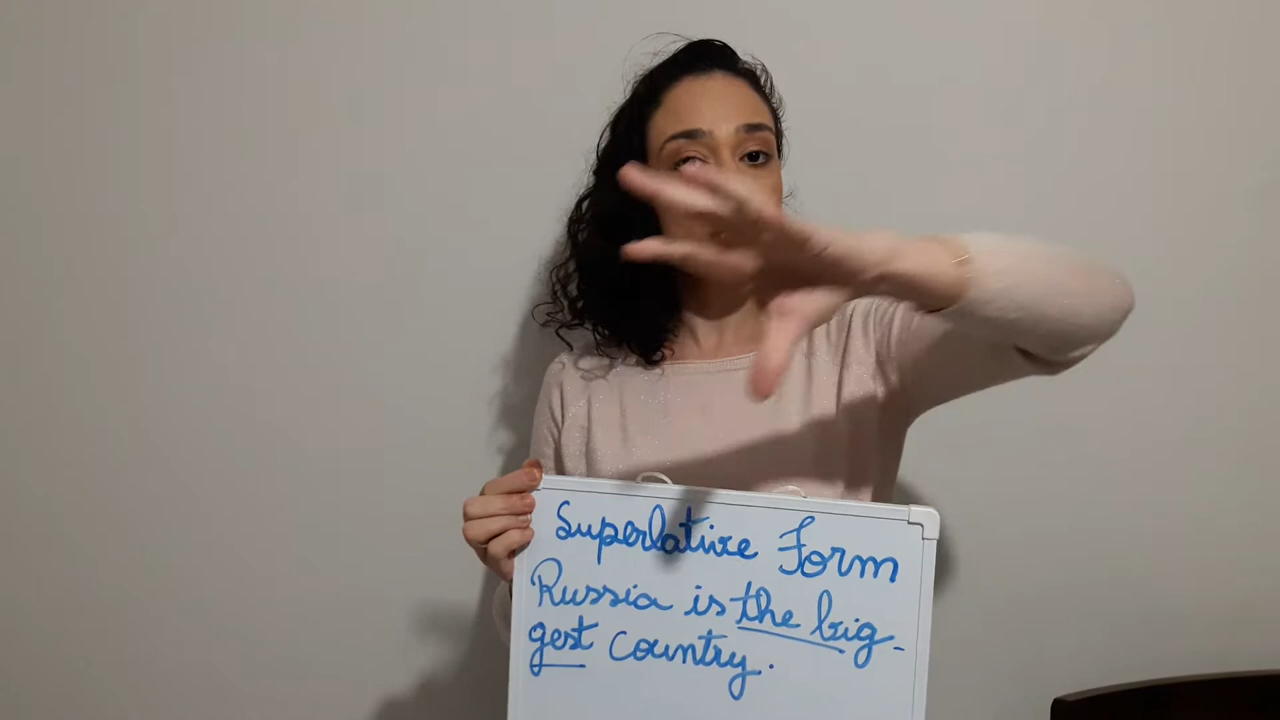 Superlative Form
Russia is the big-
gest country.